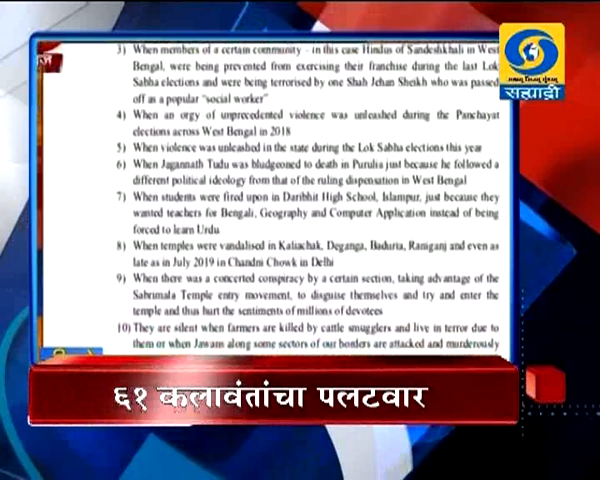 सह्याद्री
3) When members of a certain community - in this case Hindus of Sandeshkhali in West
Bengal, were being prevented from exercising their franchise during the last Lok
Sabha elections and were being terrorised by one Shah Jehan Sheikh who was passed
off as a popular "social worker"
4) When an orgy of unprecedented violence was unleashed during the Panchayat
elections across West Bengal in 2018
5) When violence was unleashed in the state during the Lok Sabha elections this year
6) When Jagannath Tudu was bludgeoned to death in Purulia just because he followed a
different political ideology from that of the ruling dispensation in West Bengal
7) When students were fired upon in Daribhit High School, Islampur, just because they
wanted teachers for Bengali, Geography and Computer Application instead of being
forced to learn Urdu
8) When temples were vandalised in Kaliachak, Deganga, Baduria, Raniganj and even as
late as in July 2019 in Chandni Chowk in Delhi
9) When there was a concerted conspiracy by a certain section, taking advantage of the
Sabrimala Temple entry movement, to disguise themselves and try and enter the
temple and thus hurt the sentiments of millions of devotees
10) They are silent when farmers are killed by cattle smugglers and live in terror due to
them or when Jawans along some sectors of our borders are attacked and murderously
६१ कलावंतांचा पलटवार